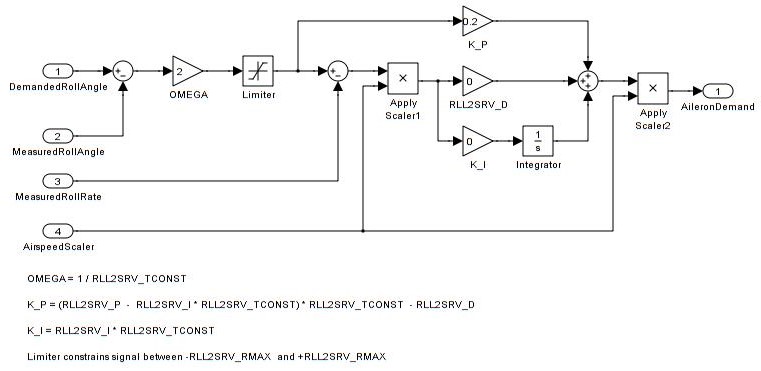 0.2
K_P
1
DemandedRollAngle
2
OMEGA
Limiter
×
Apply
Scaler1
0
RLL2SRV_D
×
Apply
Scaler2
1
AileronDemand
2
MeasuredRollAngle
0
K_I
1
s
Integrator
3
MeasuredRollRate
4
AirspeedScaler
OMEGA = 1 / RLL2SRV_TCONST
K_P = (RLL2SRV_P - RLL2SRV_I * RLL2SRV_TCONST) * RLL2SRV_TCONST - RLL2SRV_D
K_I = RLL2SRV_I * RLL2SRV_TCONST
Limiter constrains signal between -RLL2SRV_RMAX and +RLL2SRV_RMAX